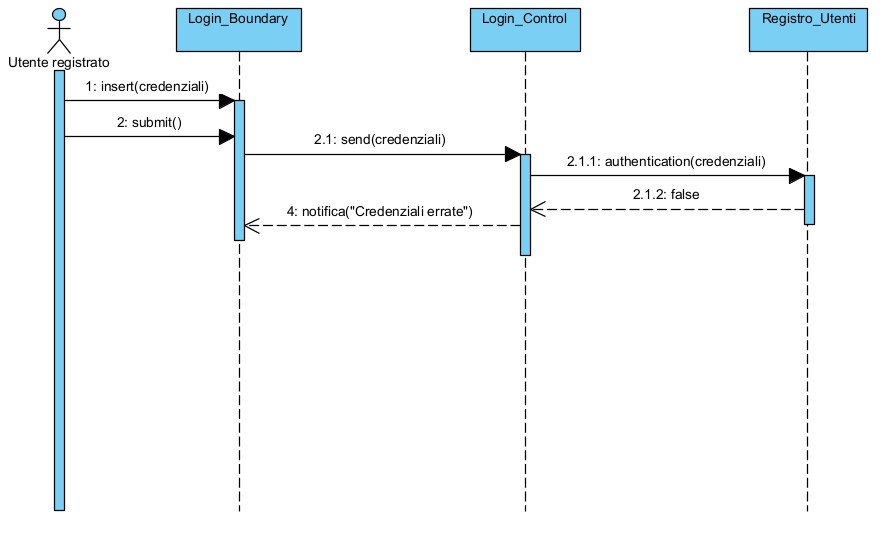 Login_Boundary
Login_Control
Registro_Utenti
Utente registrato
1: insert(credenziali)
2: submit()
2.1: send(credenziali)
2.1.1: authentication(credenziali)
2.1.2: false
4: notifica("Credenziali errate")